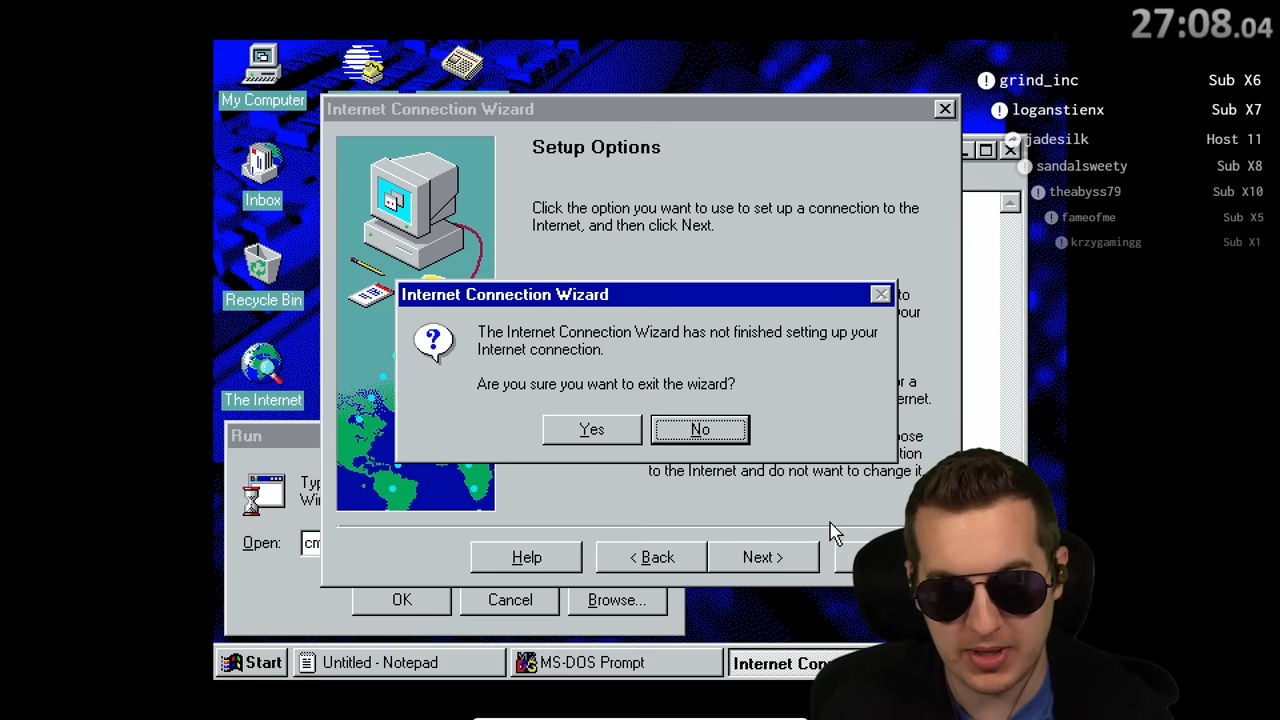 27:08.04
grind_inc Sub X6
loganstienx Sub X7
jadesilk Host 11
sandalsweety Sub X8
theabyss79 Sub X10
fameofme Sub X5
krzygamingg Sub X1
My Computer
Inbox
Recycle Bin
The Internet
Internet Connection Wizard
Setup Options
Click the option you want to use to set up a connection to the
Internet, and then click Next.
to
our
Internet Connection Wizard
The Internet Connection Wizard has not finished setting up your
Internet connection.
Are you sure you want to exit the wizard?
Yes No
or a
ernet.
ose
tion
to the Internet and do not want to change it.
Help < Back Next >
Run
Typ
Win
Open: cm
OK Cancel Browse...
Start Untitled - Notepad MS-DOS Prompt Internet Con